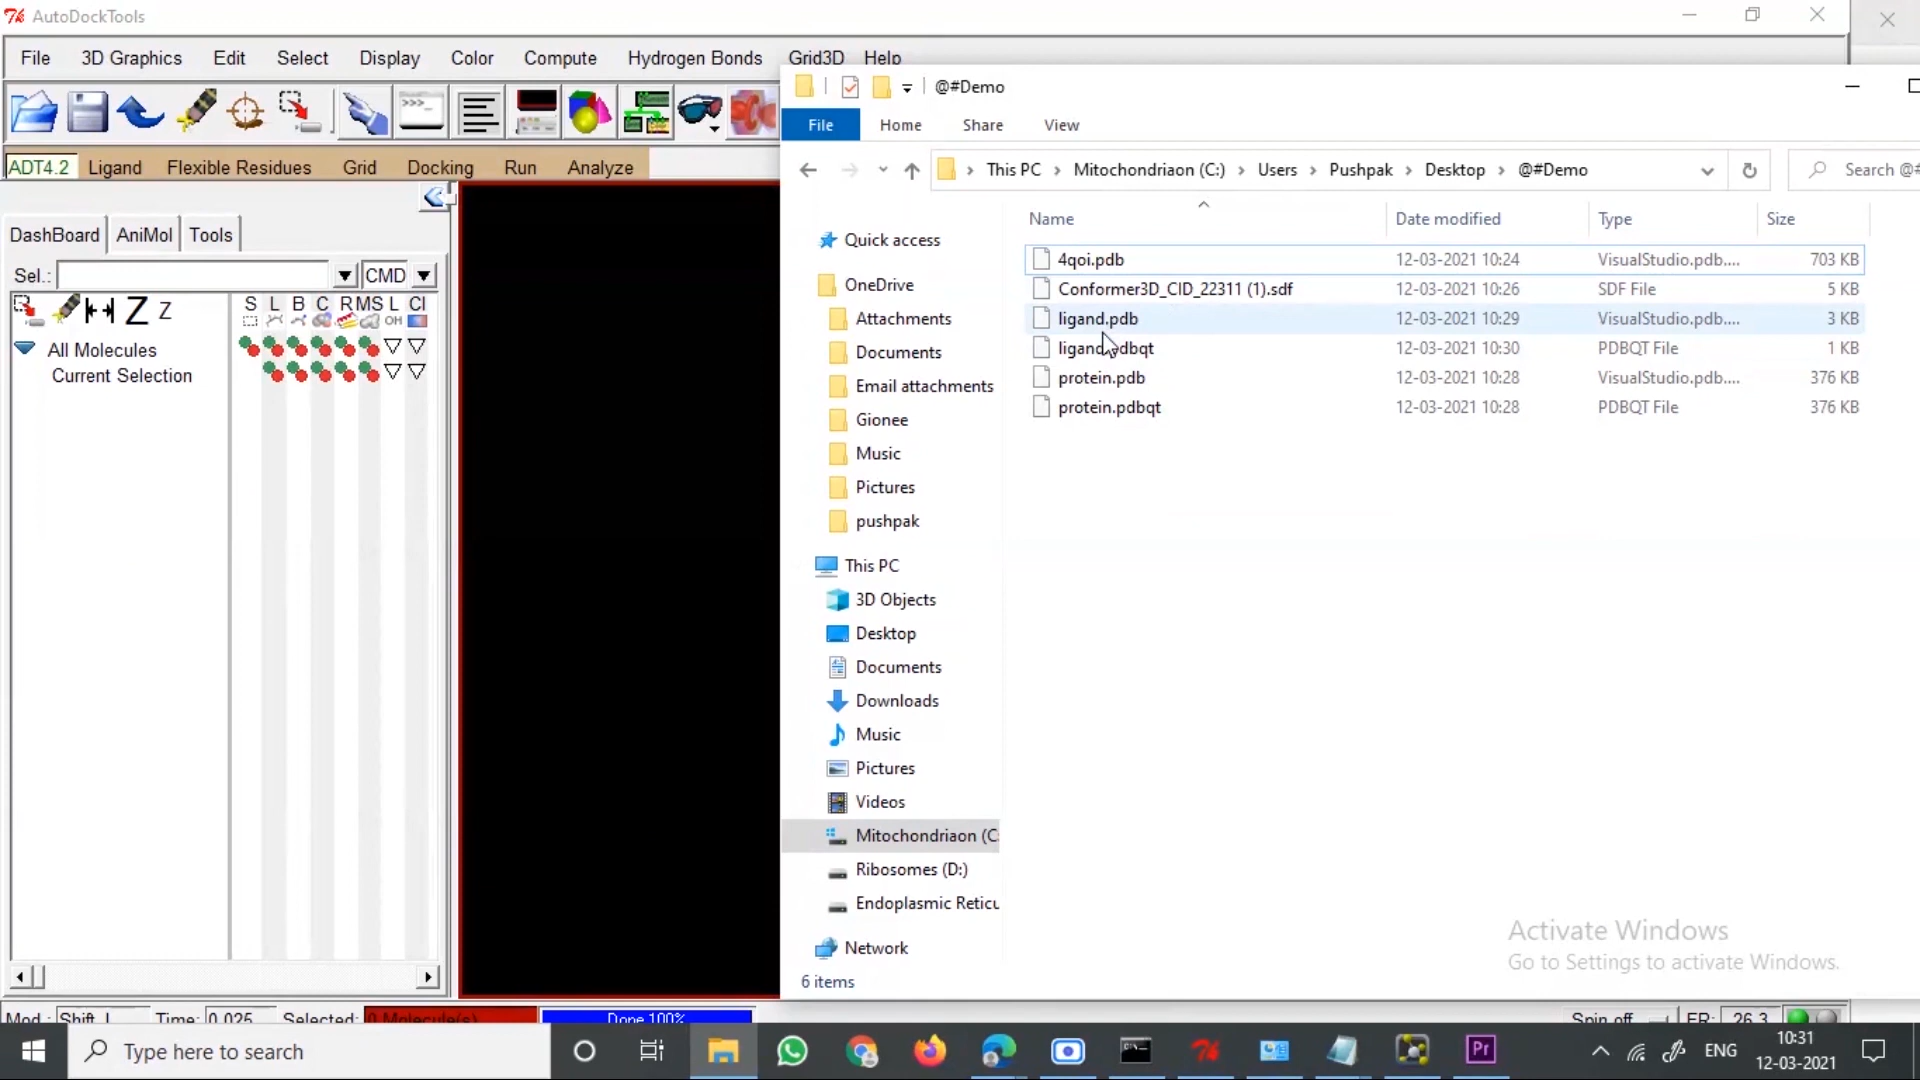 AutoDockTools
File 3D Graphics Edit Select Display Color Compute Hydrogen Bonds Grid3D Help
@#Demo
File Home Share View
ADT4.2 Ligand Flexible Residues Grid Docking Run Analyze
This PC Mitochondriaon (C:) Users Pushpak Desktop @#Demo
Search @#
DashBoard AniMol Tools
Sel.: CMD
Z Z
S L B C R MS L Cl
OH
All Molecules
Current Selection
Name Date modified Type Size
4qoi.pdb 12-03-2021 10:24 VisualStudio.pdb.... 703 KB
Conformer3D_CID_22311 (1).sdf 12-03-2021 10:26 SDF File 5 KB
ligand.pdb 12-03-2021 10:29 VisualStudio.pdb.... 3 KB
ligand.pdbqt 12-03-2021 10:30 PDBQT File 1 KB
protein.pdb 12-03-2021 10:28 VisualStudio.pdb.... 376 KB
protein.pdbqt 12-03-2021 10:28 PDBQT File 376 KB
Quick access
OneDrive
Attachments
Documents
Email attachments
Gionee
Music
Pictures
pushpak
This PC
3D Objects
Desktop
Documents
Downloads
Music
Pictures
Videos
Mitochondriaon (C:
Ribosomes (D:)
Endoplasmic Reticu
Network
6 items
Activate Windows
Go to Settings to activate Windows.
Mod.: Shift_L Time: 0.025 Selected: 0 Molecule(s) Done 100% Spin off FR: 26.3
Type here to search
Pr
ENG
10:31
12-03-2021